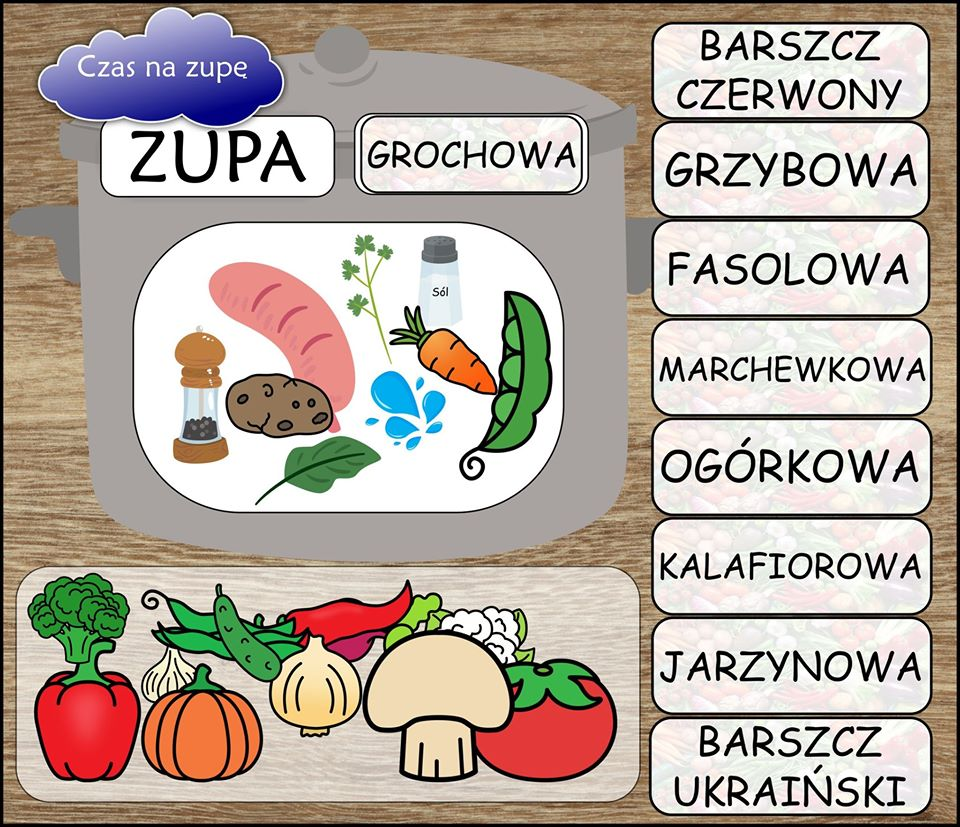 Czas na zupę
ZUPA
GROCHOWA
Sól
BARSZCZ
CZERWONY
GRZYBOWA
FASOLOWA
MARCHEWKOWA
OGÓRKOWA
KALAFIOROWA
JARZYNOWA
BARSZCZ
UKRAIŃSKI